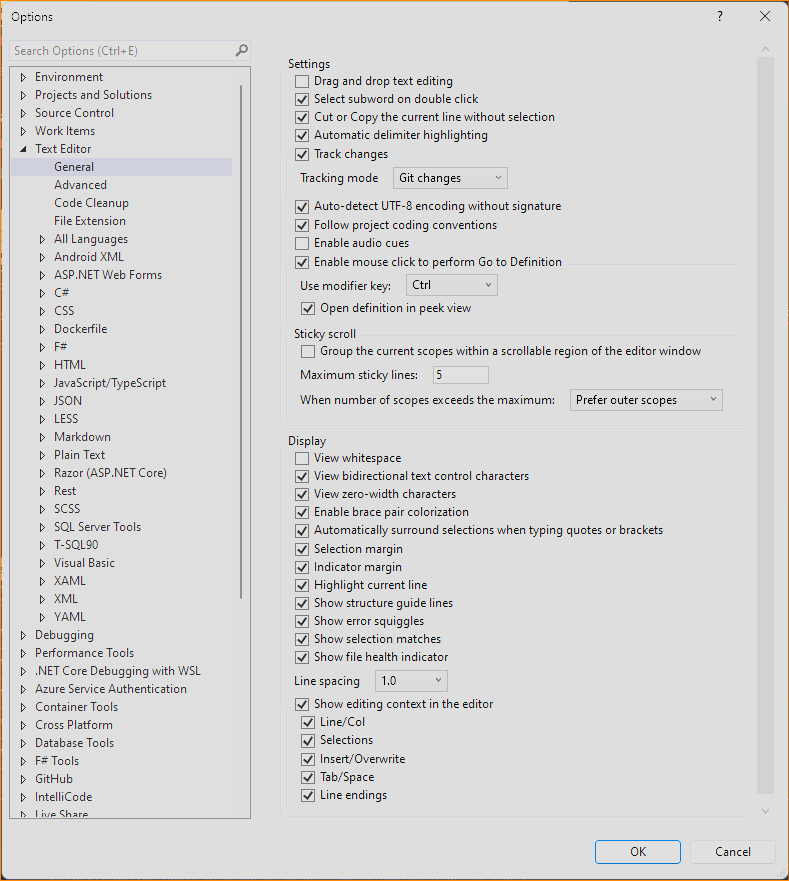 Options
?
Search Options (Ctrl+E)
Environment
Projects and Solutions
Source Control
Work Items
Text Editor
General
Advanced
Code Cleanup
File Extension
All Languages
Android XML
ASP.NET Web Forms
C#
CSS
Dockerfile
F#
HTML
JavaScript/TypeScript
JSON
LESS
Markdown
Plain Text
Razor (ASP.NET Core)
Rest
SCSS
SQL Server Tools
T-SQL90
Visual Basic
XAML
XML
YAML
Debugging
Performance Tools
.NET Core Debugging with WSL
Azure Service Authentication
Container Tools
Cross Platform
Database Tools
F# Tools
GitHub
IntelliCode
Live Share
Settings
Drag and drop text editing
Select subword on double click
Cut or Copy the current line without selection
Automatic delimiter highlighting
Track changes
Tracking mode Git changes
Auto-detect UTF-8 encoding without signature
Follow project coding conventions
Enable audio cues
Enable mouse click to perform Go to Definition
Use modifier key: Ctrl
Open definition in peek view
Sticky scroll
Group the current scopes within a scrollable region of the editor window
Maximum sticky lines: 5
When number of scopes exceeds the maximum: Prefer outer scopes
Display
View whitespace
View bidirectional text control characters
View zero-width characters
Enable brace pair colorization
Automatically surround selections when typing quotes or brackets
Selection margin
Indicator margin
Highlight current line
Show structure guide lines
Show error squiggles
Show selection matches
Show file health indicator
Line spacing 1.0
Show editing context in the editor
Line/Col
Selections
Insert/Overwrite
Tab/Space
Line endings
OK Cancel